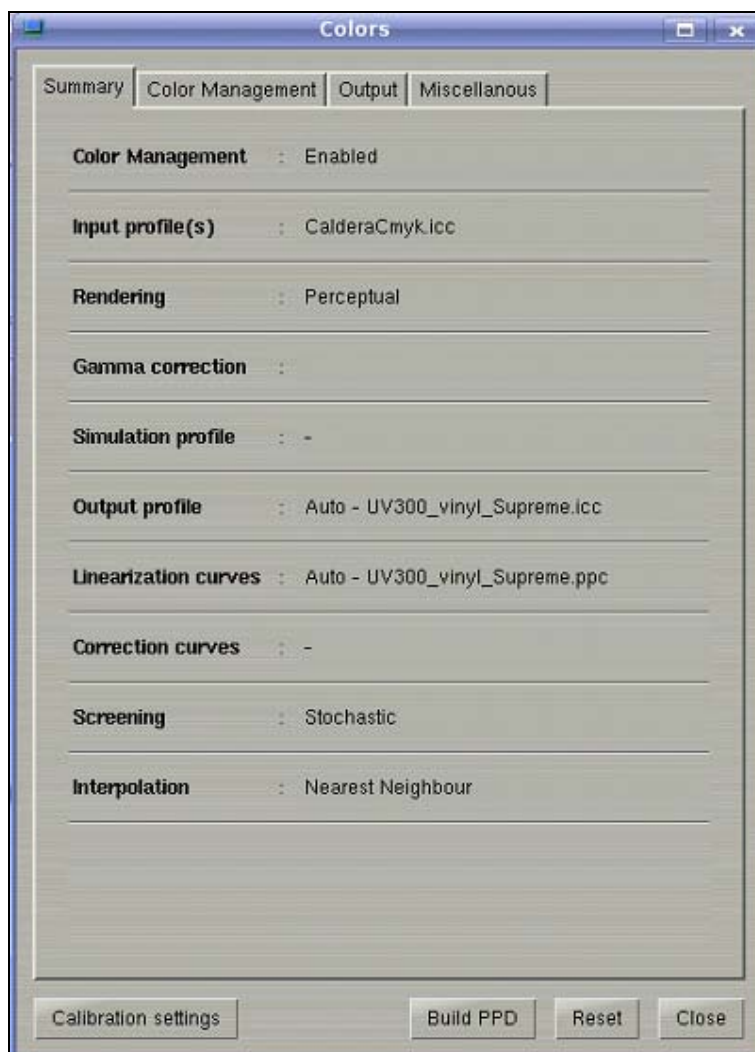 Colors
Summary Color Management Output Miscellanous
Color Management : Enabled
Input profile(s) : CalderaCmyk.icc
Rendering : Perceptual
Gamma correction :
Simulation profile : -
Output profile : Auto - UV300_vinyl_Supreme.icc
Linearization curves : Auto - UV300_vinyl_Supreme.ppc
Correction curves : -
Screening : Stochastic
Interpolation : Nearest Neighbour
Calibration settings Build PPD Reset Close